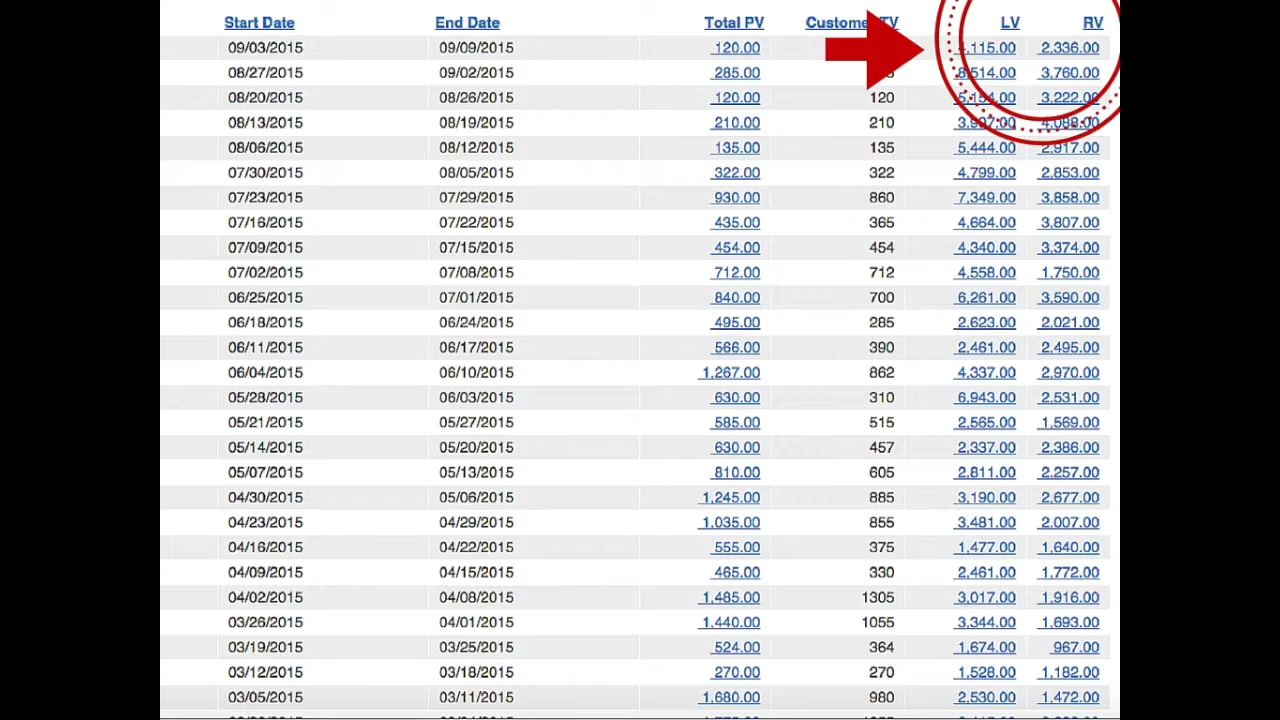 Start Date End Date Total PV Customer TV LV RV
09/03/2015 09/09/2015 120.00 4,115.00 2,336.00
08/27/2015 09/02/2015 285.00 8,514.00 3,760.00
08/20/2015 08/26/2015 120.00 120 5,154.00 3,222.00
08/13/2015 08/19/2015 210.00 210 3,907.00 4,088.00
08/06/2015 08/12/2015 135.00 135 5,444.00 2,917.00
07/30/2015 08/05/2015 322.00 322 4,799.00 2,853.00
07/23/2015 07/29/2015 930.00 860 7,349.00 3,858.00
07/16/2015 07/22/2015 435.00 365 4,664.00 3,807.00
07/09/2015 07/15/2015 454.00 454 4,340.00 3,374.00
07/02/2015 07/08/2015 712.00 712 4,558.00 1,750.00
06/25/2015 07/01/2015 840.00 700 6,261.00 3,590.00
06/18/2015 06/24/2015 495.00 285 2,623.00 2,021.00
06/11/2015 06/17/2015 566.00 390 2,461.00 2,495.00
06/04/2015 06/10/2015 1,267.00 862 4,337.00 2,970.00
05/28/2015 06/03/2015 630.00 310 6,943.00 2,531.00
05/21/2015 05/27/2015 585.00 515 2,565.00 1,569.00
05/14/2015 05/20/2015 630.00 457 2,337.00 2,386.00
05/07/2015 05/13/2015 810.00 605 2,811.00 2,257.00
04/30/2015 05/06/2015 1,245.00 885 3,190.00 2,677.00
04/23/2015 04/29/2015 1,035.00 855 3,481.00 2,007.00
04/16/2015 04/22/2015 555.00 375 1,477.00 1,640.00
04/09/2015 04/15/2015 465.00 330 2,461.00 1,772.00
04/02/2015 04/08/2015 1,485.00 1305 3,017.00 1,916.00
03/26/2015 04/01/2015 1,440.00 1055 3,344.00 1,693.00
03/19/2015 03/25/2015 524.00 364 1,674.00 967.00
03/12/2015 03/18/2015 270.00 270 1,528.00 1,182.00
03/05/2015 03/11/2015 1,680.00 980 2,530.00 1,472.00